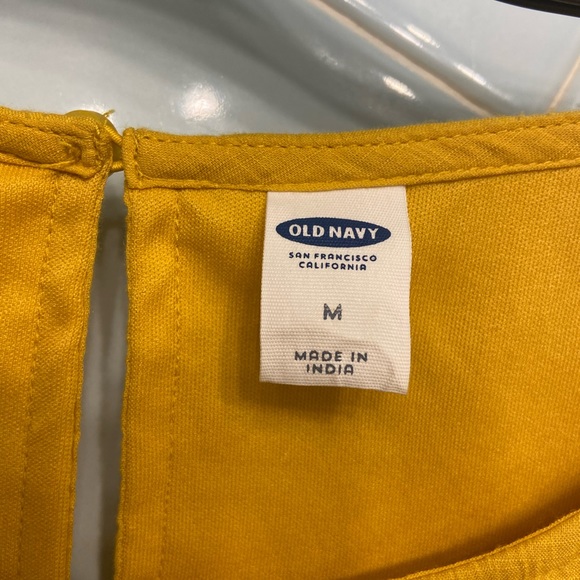 OLD NAVY
SAN FRANCISCO
CALIFORNIA
M
MADE IN
INDIA